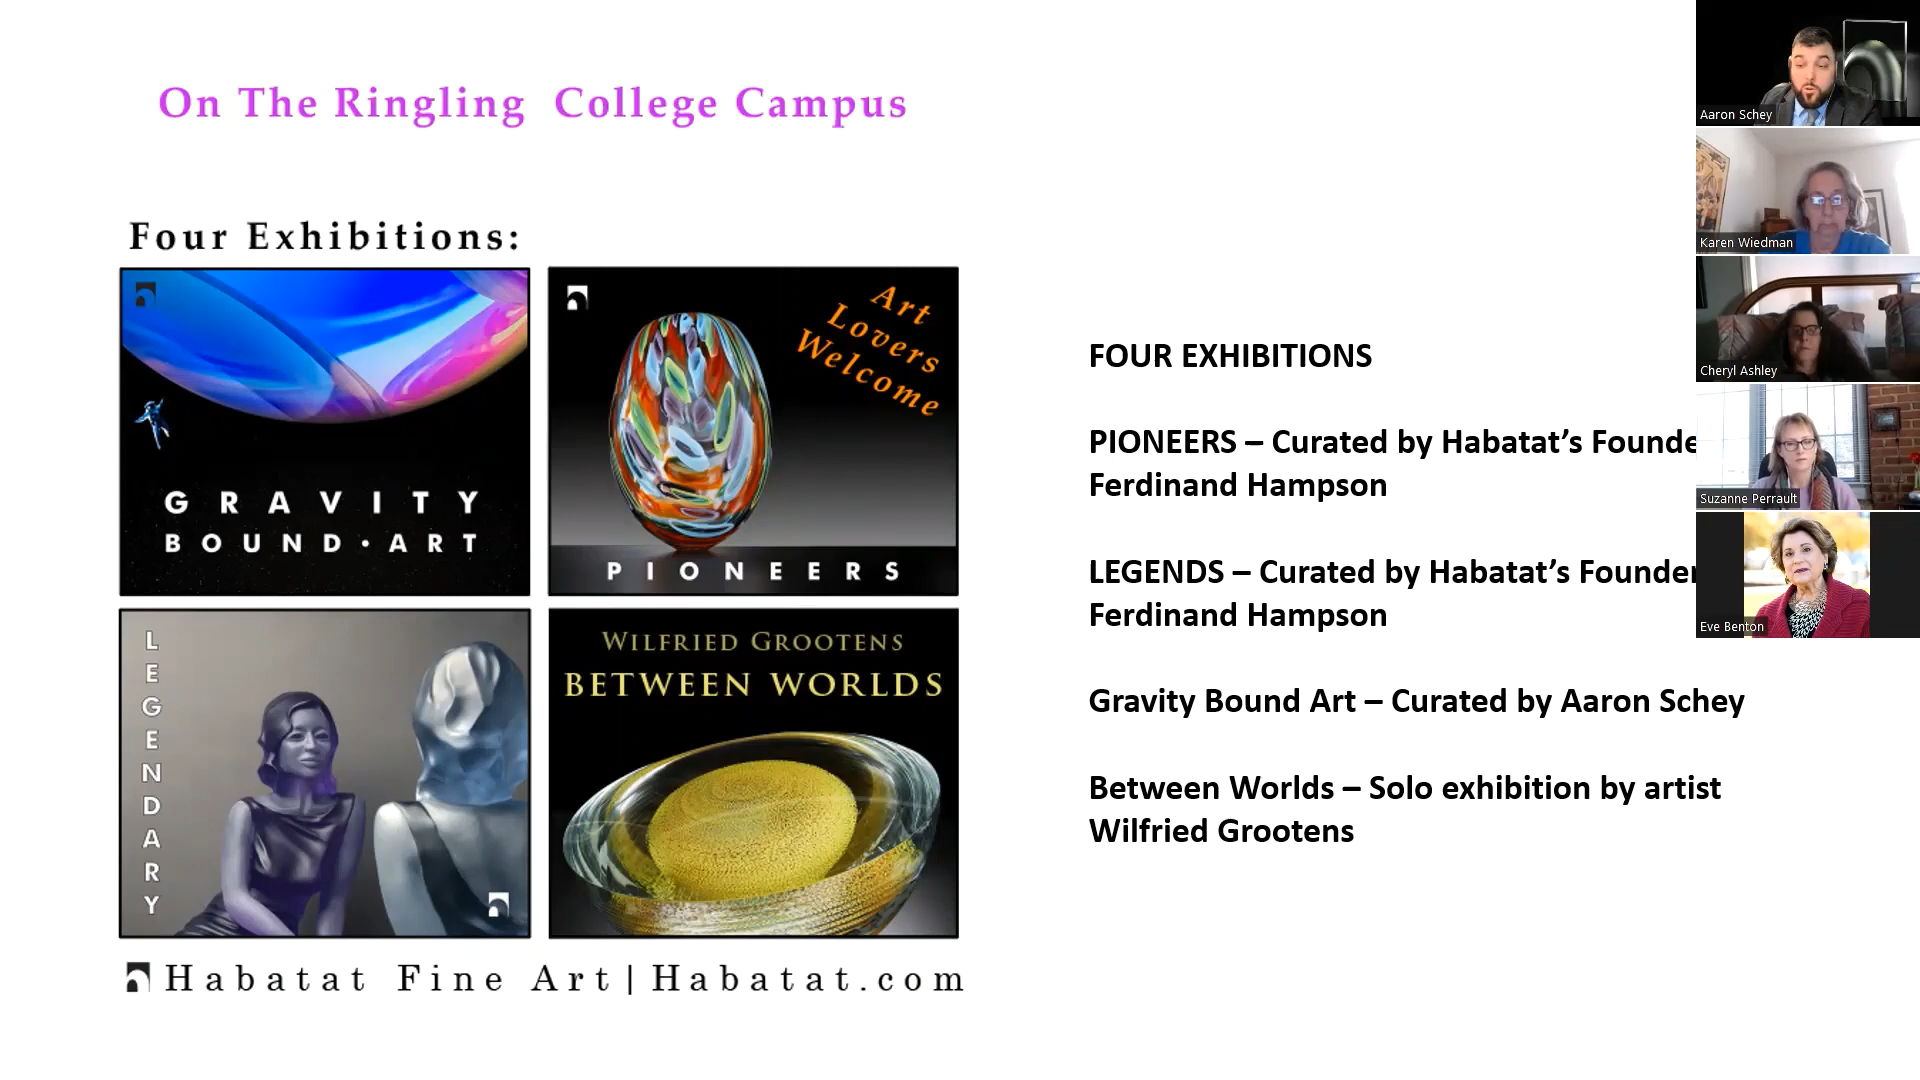 On The Ringling College Campus
Four Exhibitions:
GRAVITY
BOUND·ART
Art
Lovers
Welcome
PIONEERS
LEGENDARY
WILFRIED GROOTENS
BETWEEN WORLDS
Habatat Fine Art|Habatat.com
FOUR EXHIBITIONS
PIONEERS – Curated by Habatat’s Founde
Ferdinand Hampson
LEGENDS – Curated by Habatat’s Founder
Ferdinand Hampson
Gravity Bound Art – Curated by Aaron Schey
Between Worlds – Solo exhibition by artist
Wilfried Grootens
Aaron Schey
Karen Wiedman
Cheryl Ashley
Suzanne Perrault
Eve Benton